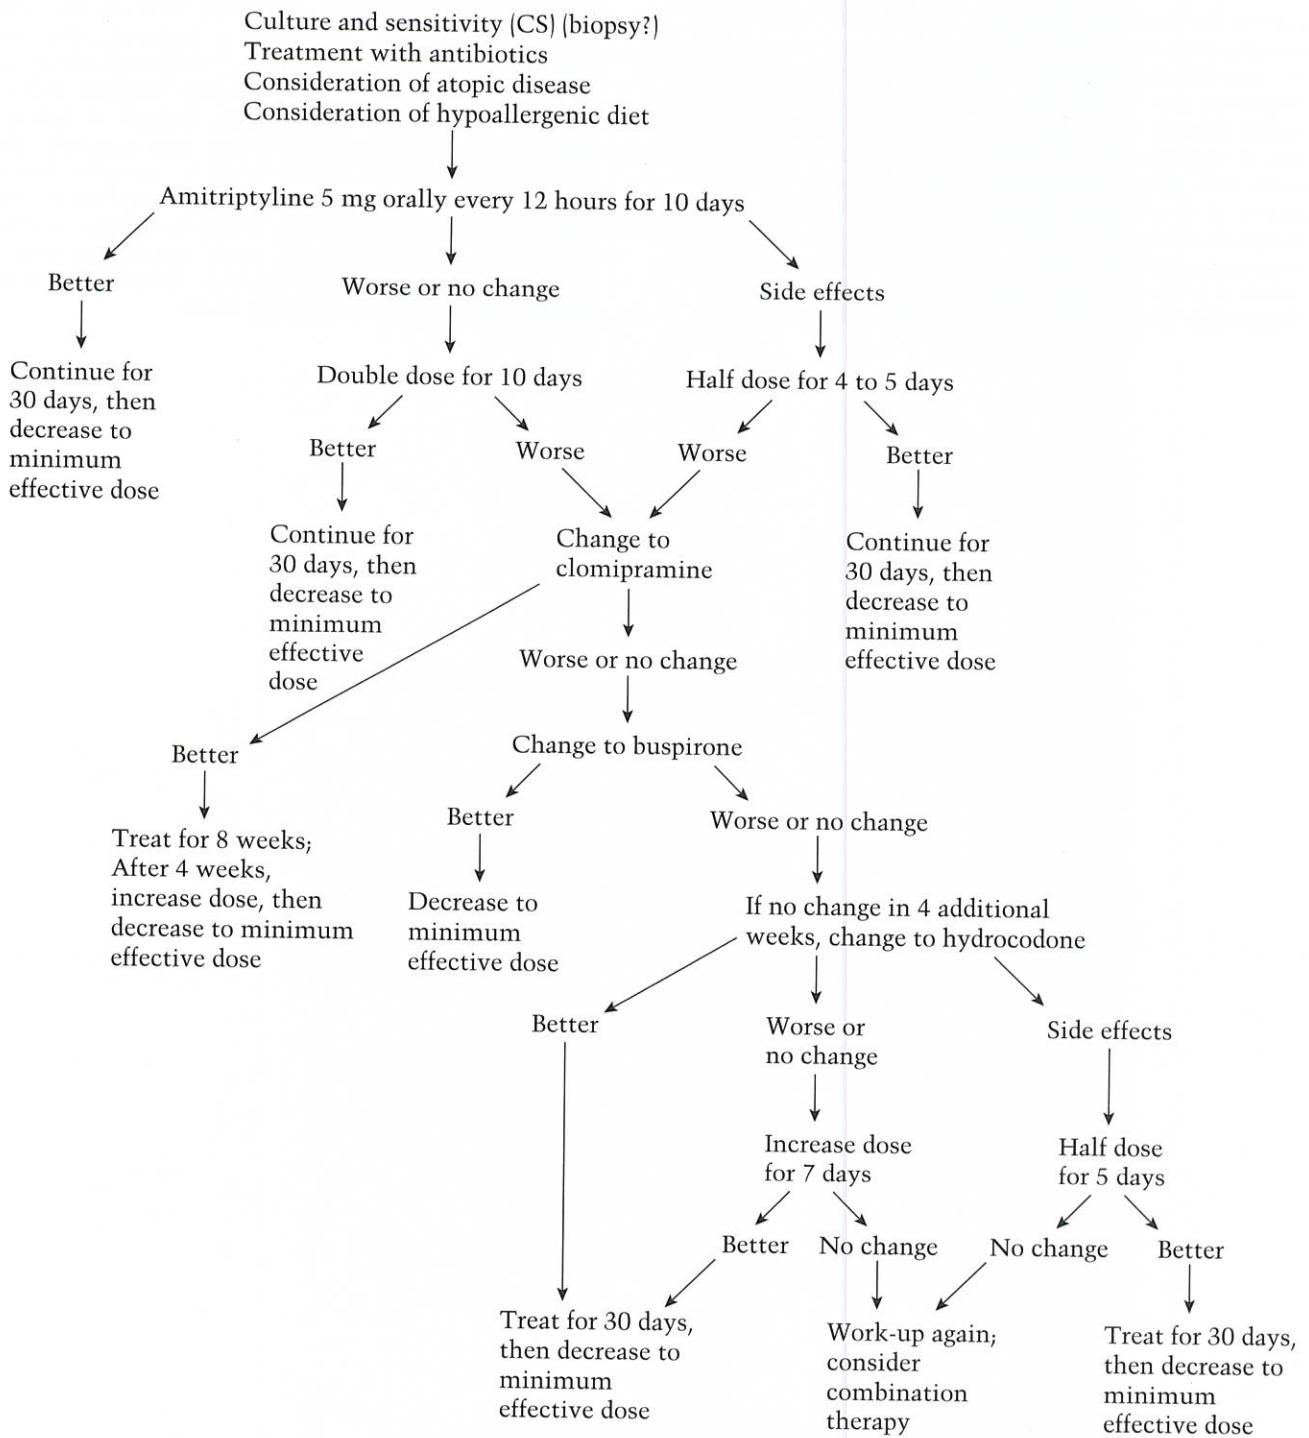 Culture and sensitivity (CS) (biopsy?)
Treatment with antibiotics
Consideration of atopic disease
Consideration of hypoallergenic diet
Amitriptyline 5 mg orally every 12 hours for 10 days
Better
Worse or no change
Side effects
Continue for
30 days, then
decrease to
minimum
effective dose
Double dose for 10 days
Half dose for 4 to 5 days
Better
Worse
Worse
Better
Continue for
30 days, then
decrease to
minimum
effective
dose
Change to
clomipramine
Continue for
30 days, then
decrease to
minimum
effective dose
Worse or no change
Better
Change to buspirone
Treat for 8 weeks;
After 4 weeks,
increase dose, then
decrease to minimum
effective dose
Better
Worse or no change
Decrease to
minimum
effective dose
If no change in 4 additional
weeks, change to hydrocodone
Better
Worse or
no change
Side effects
Increase dose
for 7 days
Half dose
for 5 days
Better
No change
No change
Better
Treat for 30 days,
then decrease to
minimum
effective dose
Work-up again;
consider
combination
therapy
Treat for 30 days,
then decrease to
minimum
effective dose